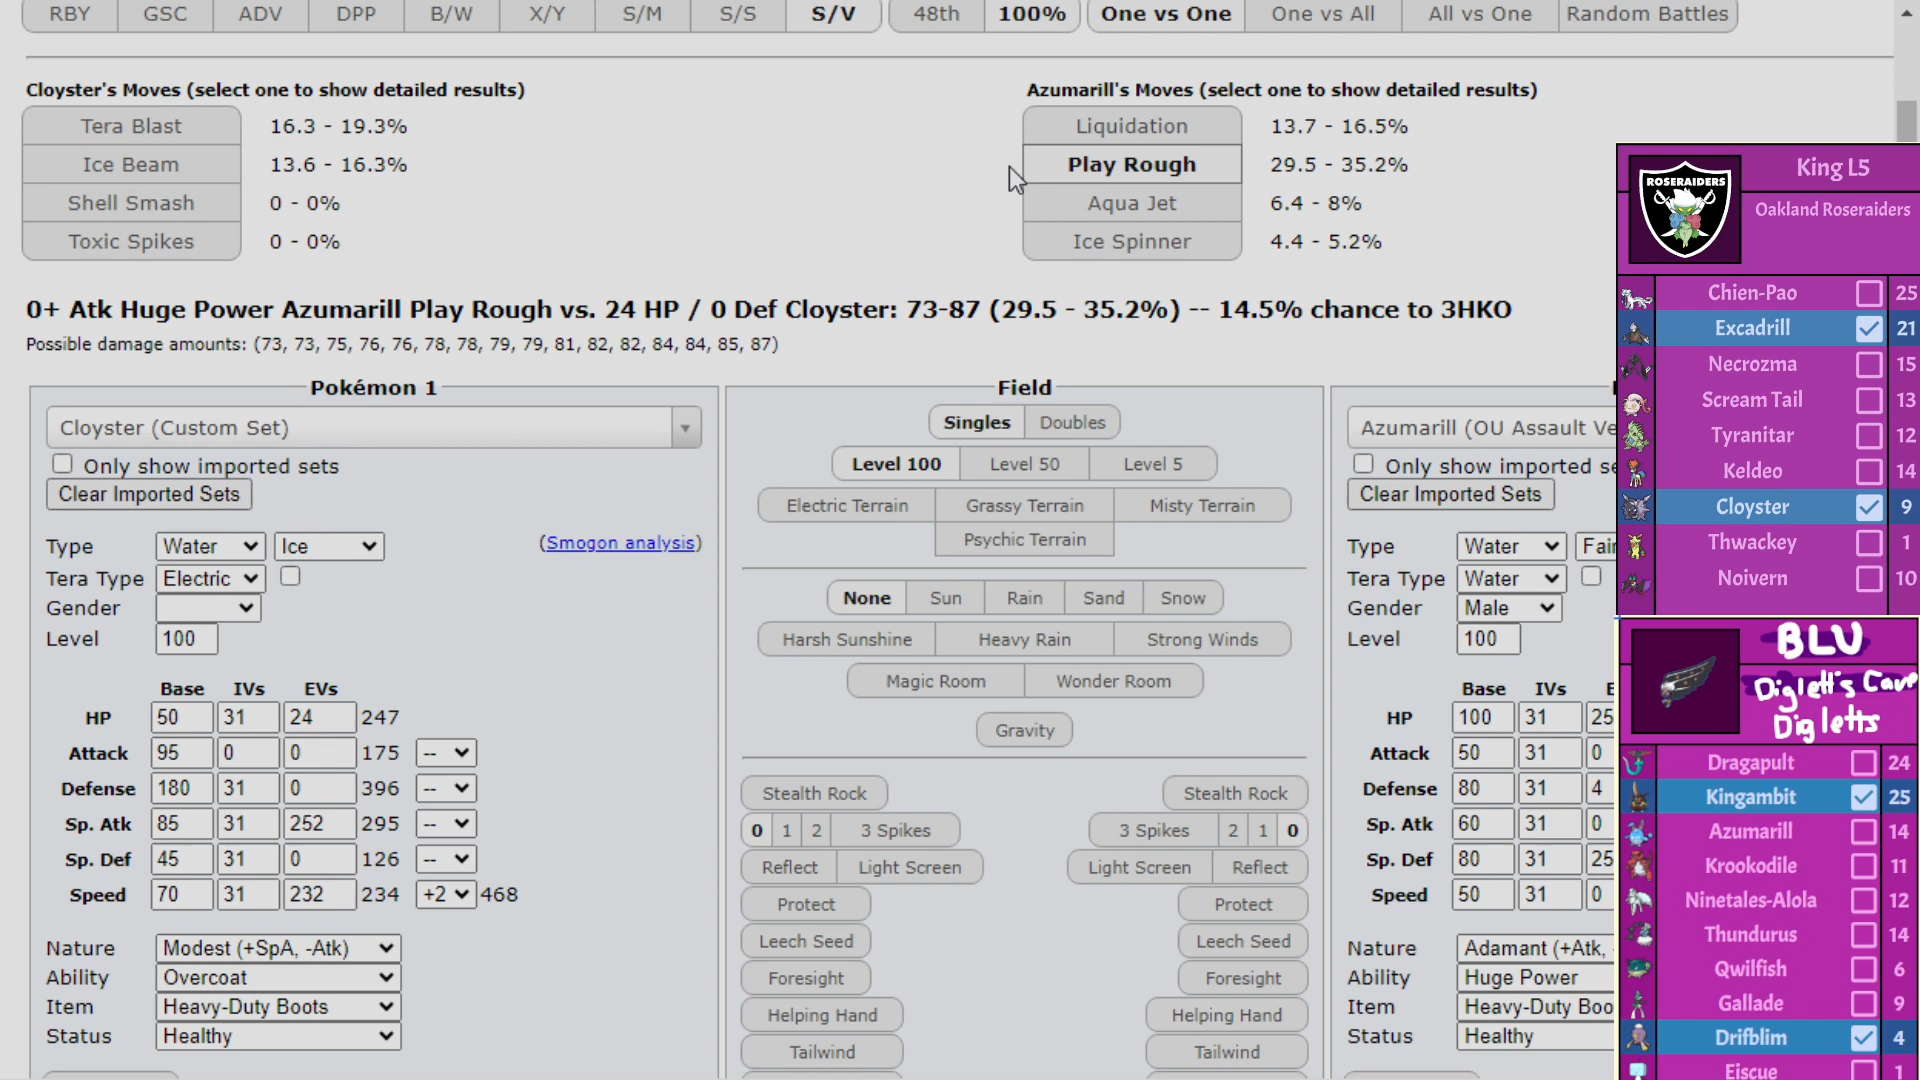 RBY GSC ADV DPP B/W X/Y S/M S/S S/V 48th 100% One vs One One vs All All vs One Random Battles
Cloyster's Moves (select one to show detailed results)
Tera Blast 16.3 - 19.3%
Ice Beam 13.6 - 16.3%
Shell Smash 0 - 0%
Toxic Spikes 0 - 0%
Azumarill's Moves (select one to show detailed results)
Liquidation 13.7 - 16.5%
Play Rough 29.5 - 35.2%
Aqua Jet 6.4 - 8%
Ice Spinner 4.4 - 5.2%
0+ Atk Huge Power Azumarill Play Rough vs. 24 HP / 0 Def Cloyster: 73-87 (29.5 - 35.2%) -- 14.5% chance to 3HKO
Possible damage amounts: (73, 73, 75, 76, 76, 78, 78, 79, 79, 81, 82, 82, 84, 84, 85, 87)
Pokémon 1
Cloyster (Custom Set)
Only show imported sets
Clear Imported Sets
Type Water Ice
(Smogon analysis)
Tera Type Electric
Gender
Level 100
Base IVs EVs
HP 50 31 24 247
Attack 95 0 0 175 --
Defense 180 31 0 396 --
Sp. Atk 85 31 252 295 --
Sp. Def 45 31 0 126 --
Speed 70 31 232 234 +2 468
Nature Modest (+SpA, -Atk)
Ability Overcoat
Item Heavy-Duty Boots
Status Healthy
Field
Singles Doubles
Level 100 Level 50 Level 5
Electric Terrain Grassy Terrain Misty Terrain
Psychic Terrain
None Sun Rain Sand Snow
Harsh Sunshine Heavy Rain Strong Winds
Magic Room Wonder Room
Gravity
Stealth Rock Stealth Rock
0 1 2 3 Spikes 3 Spikes 2 1 0
Reflect Light Screen Light Screen Reflect
Protect Protect
Leech Seed Leech Seed
Foresight Foresight
Helping Hand Helping Hand
Tailwind Tailwind
Azumarill (OU Assault Ve
Only show imported se
Clear Imported Sets
Type Water Fair
Tera Type Water
Gender Male
Level 100
Base IVs E
HP 100 31 25
Attack 50 31 0
Defense 80 31 4
Sp. Atk 60 31 0
Sp. Def 80 31 25
Speed 50 31 0
Nature Adamant (+Atk,
Ability Huge Power
Item Heavy-Duty Boo
Status Healthy
ROSERAIDERS
King L5
Oakland Roseraiders
Chien-Pao 25
Excadrill 21
Necrozma 15
Scream Tail 13
Tyranitar 12
Keldeo 14
Cloyster 9
Thwackey 1
Noivern 10
BLU
Diglett's Cave
Digletts
Dragapult 24
Kingambit 25
Azumarill 14
Krookodile 11
Ninetales-Alola 12
Thundurus 14
Qwilfish 6
Gallade 9
Drifblim 4
Eiscue 1